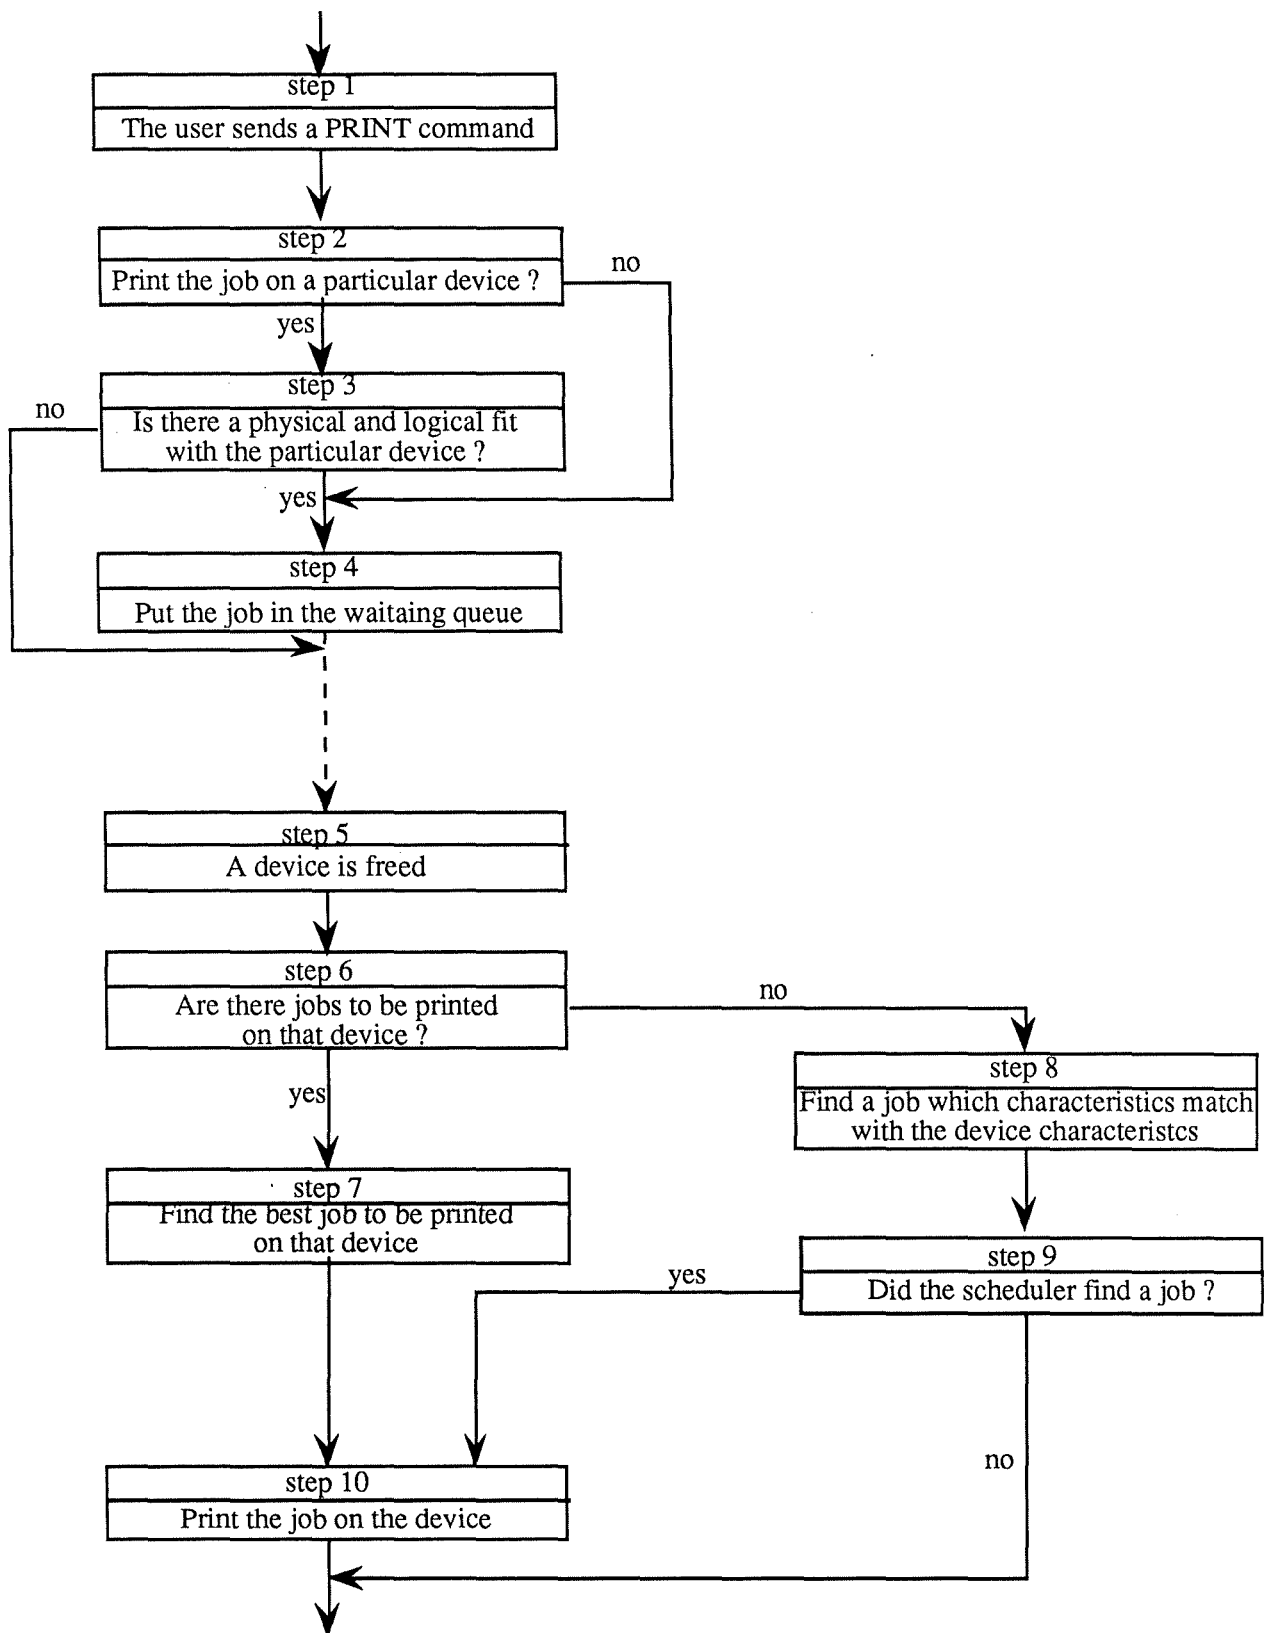 step 1
The user sends a PRINT command
step 2
Print the job on a particular device ?
no
yes
step 3
no
Is there a physical and logical fit
with the particular device ?
yes
step 4
Put the job in the waitaing queue
step 5
A device is freed
step 6
Are there jobs to be printed
on that device ?
no
yes
step 8
Find a job which characteristics match
with the device characteristcs
step 7
Find the best job to be printed
on that device
step 9
Did the scheduler find a job ?
yes
no
step 10
Print the job on the device